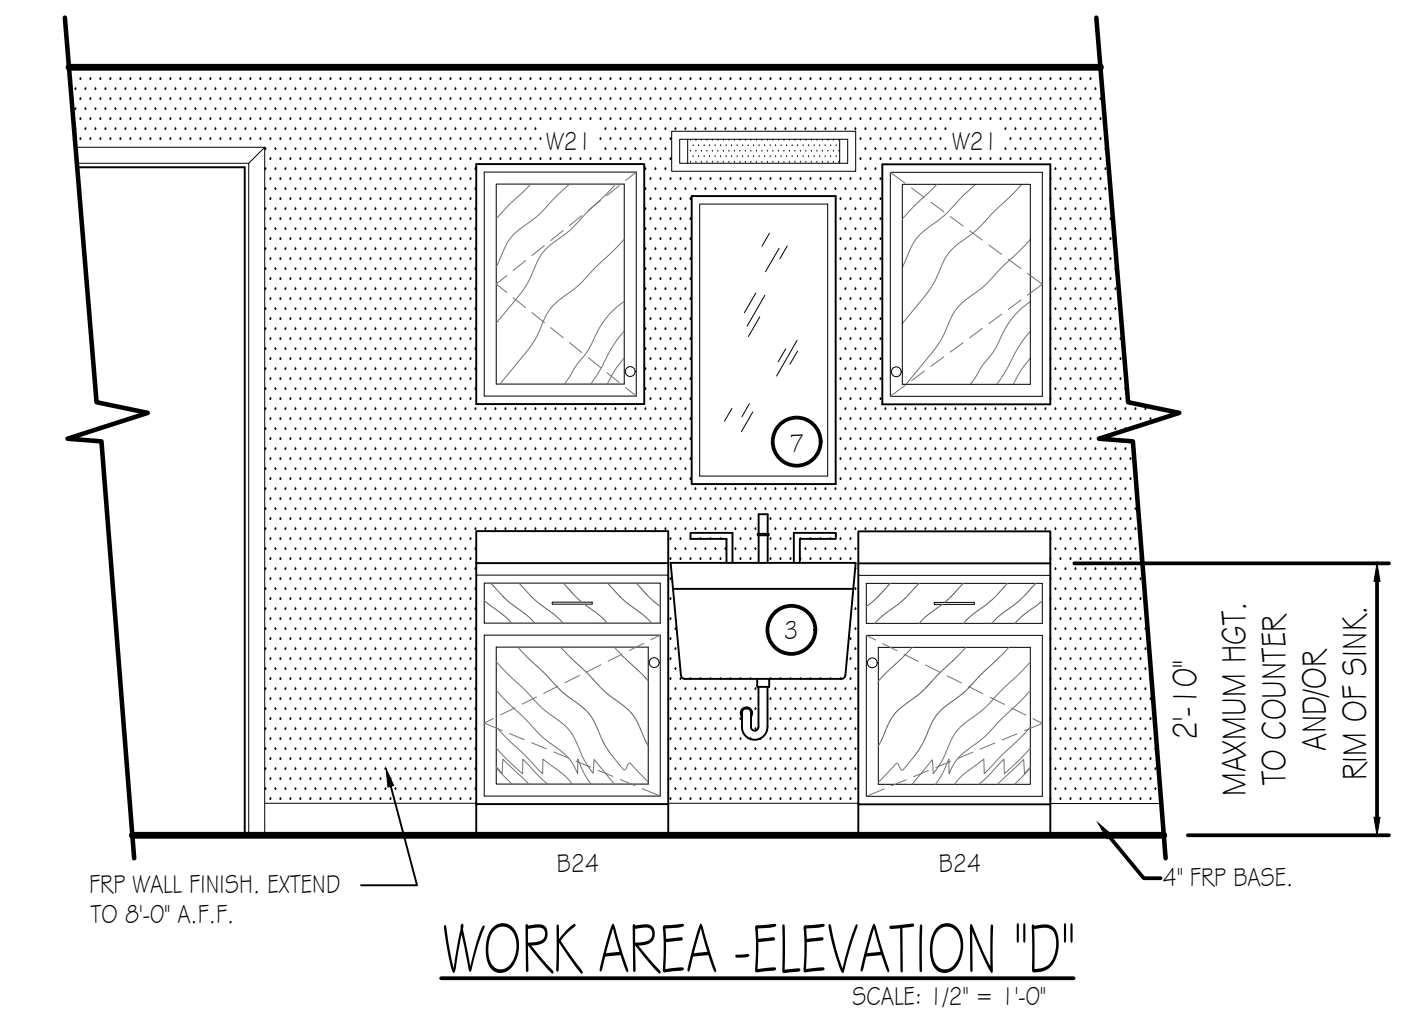 W21
W21
7
3
2'-10"
MAXMUM HGT.
TO COUNTER
AND/OR
RIM OF SINK.
B24
B24
FRP WALL FINISH. EXTEND
TO 8'-0" A.F.F.
4" FRP BASE.
WORK AREA -ELEVATION "D"
SCALE: 1/2" = 1'-0"